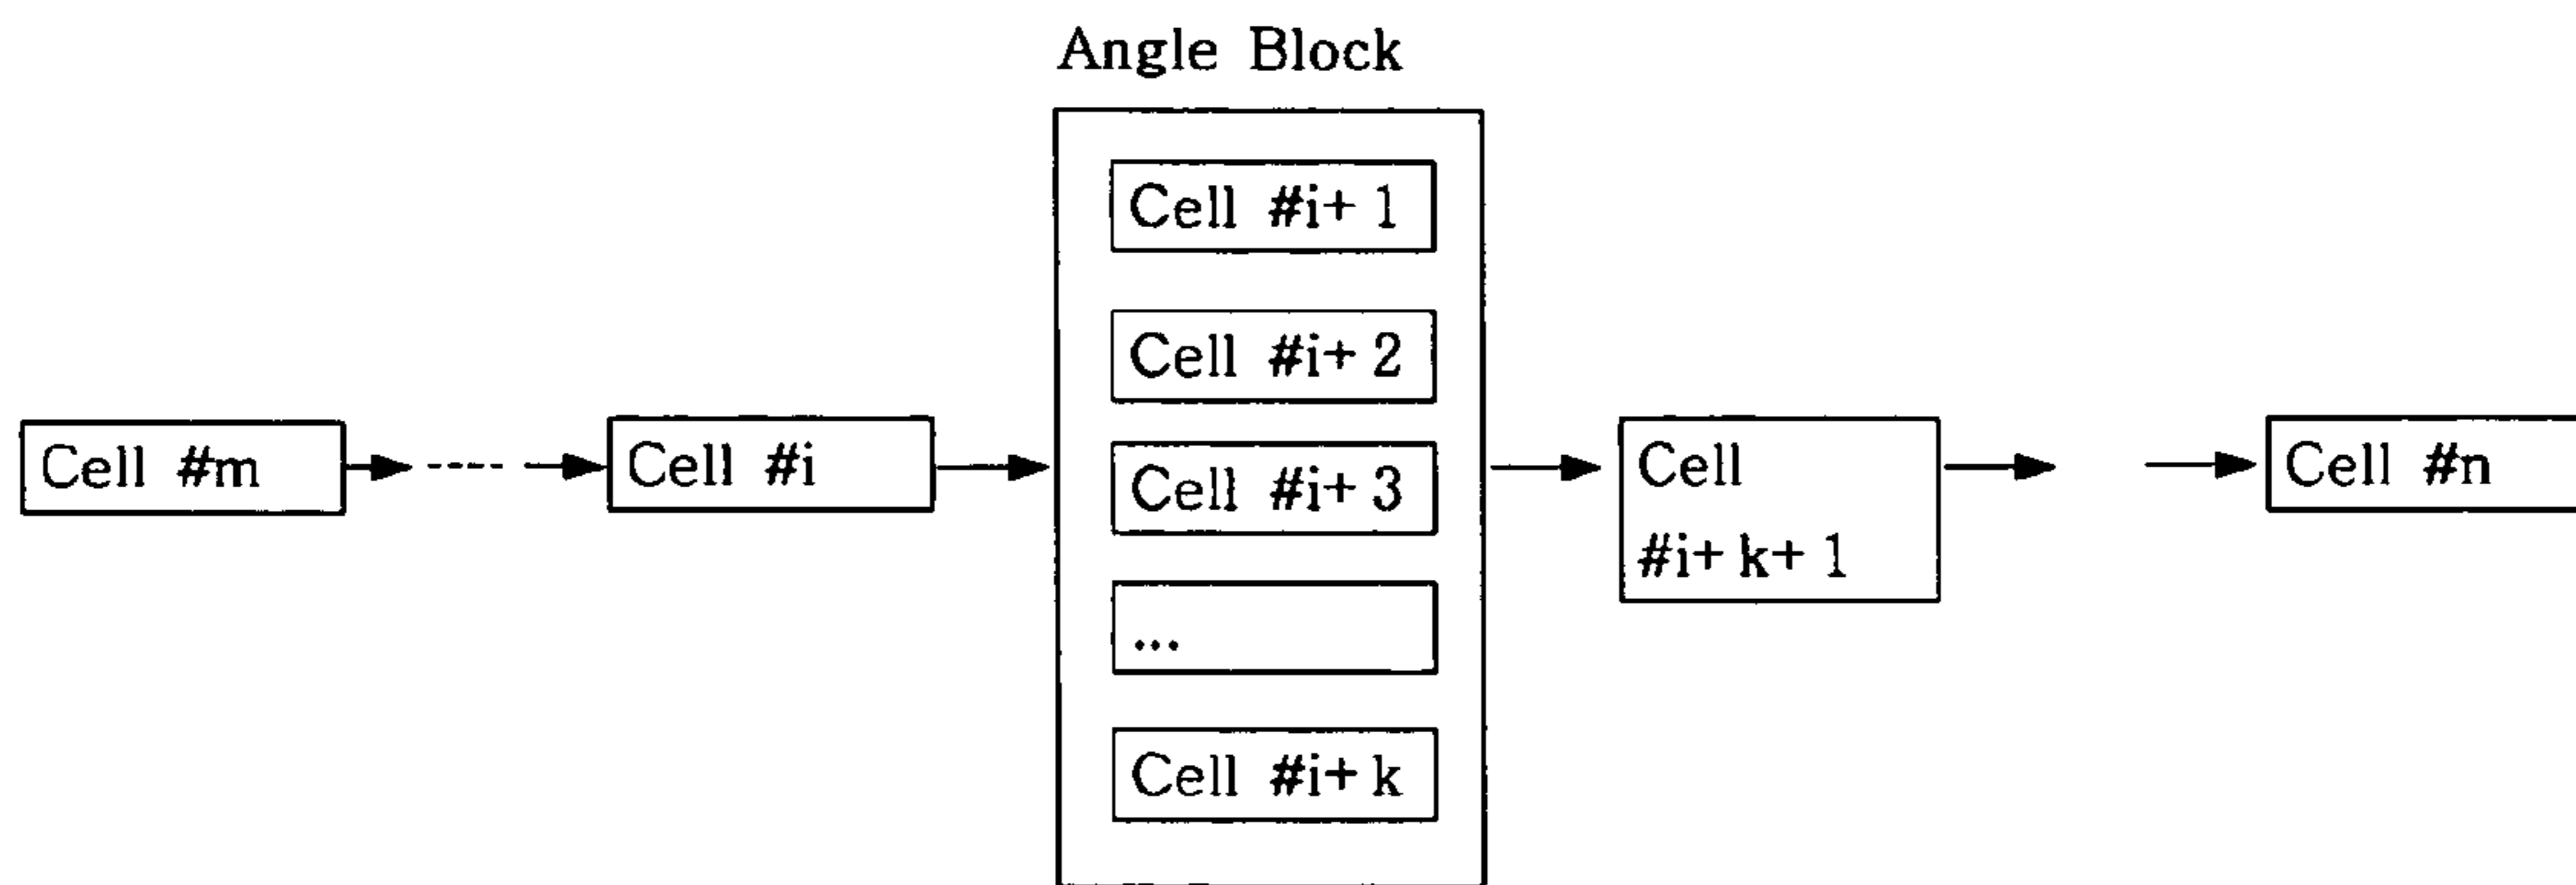 Angle Block
Cell #i+ 1
Cell #i+ 2
Cell #m
Cell #i
Cell #i+ 3
Cell
#i+ k+ 1
Cell #n
...
Cell #i+ k